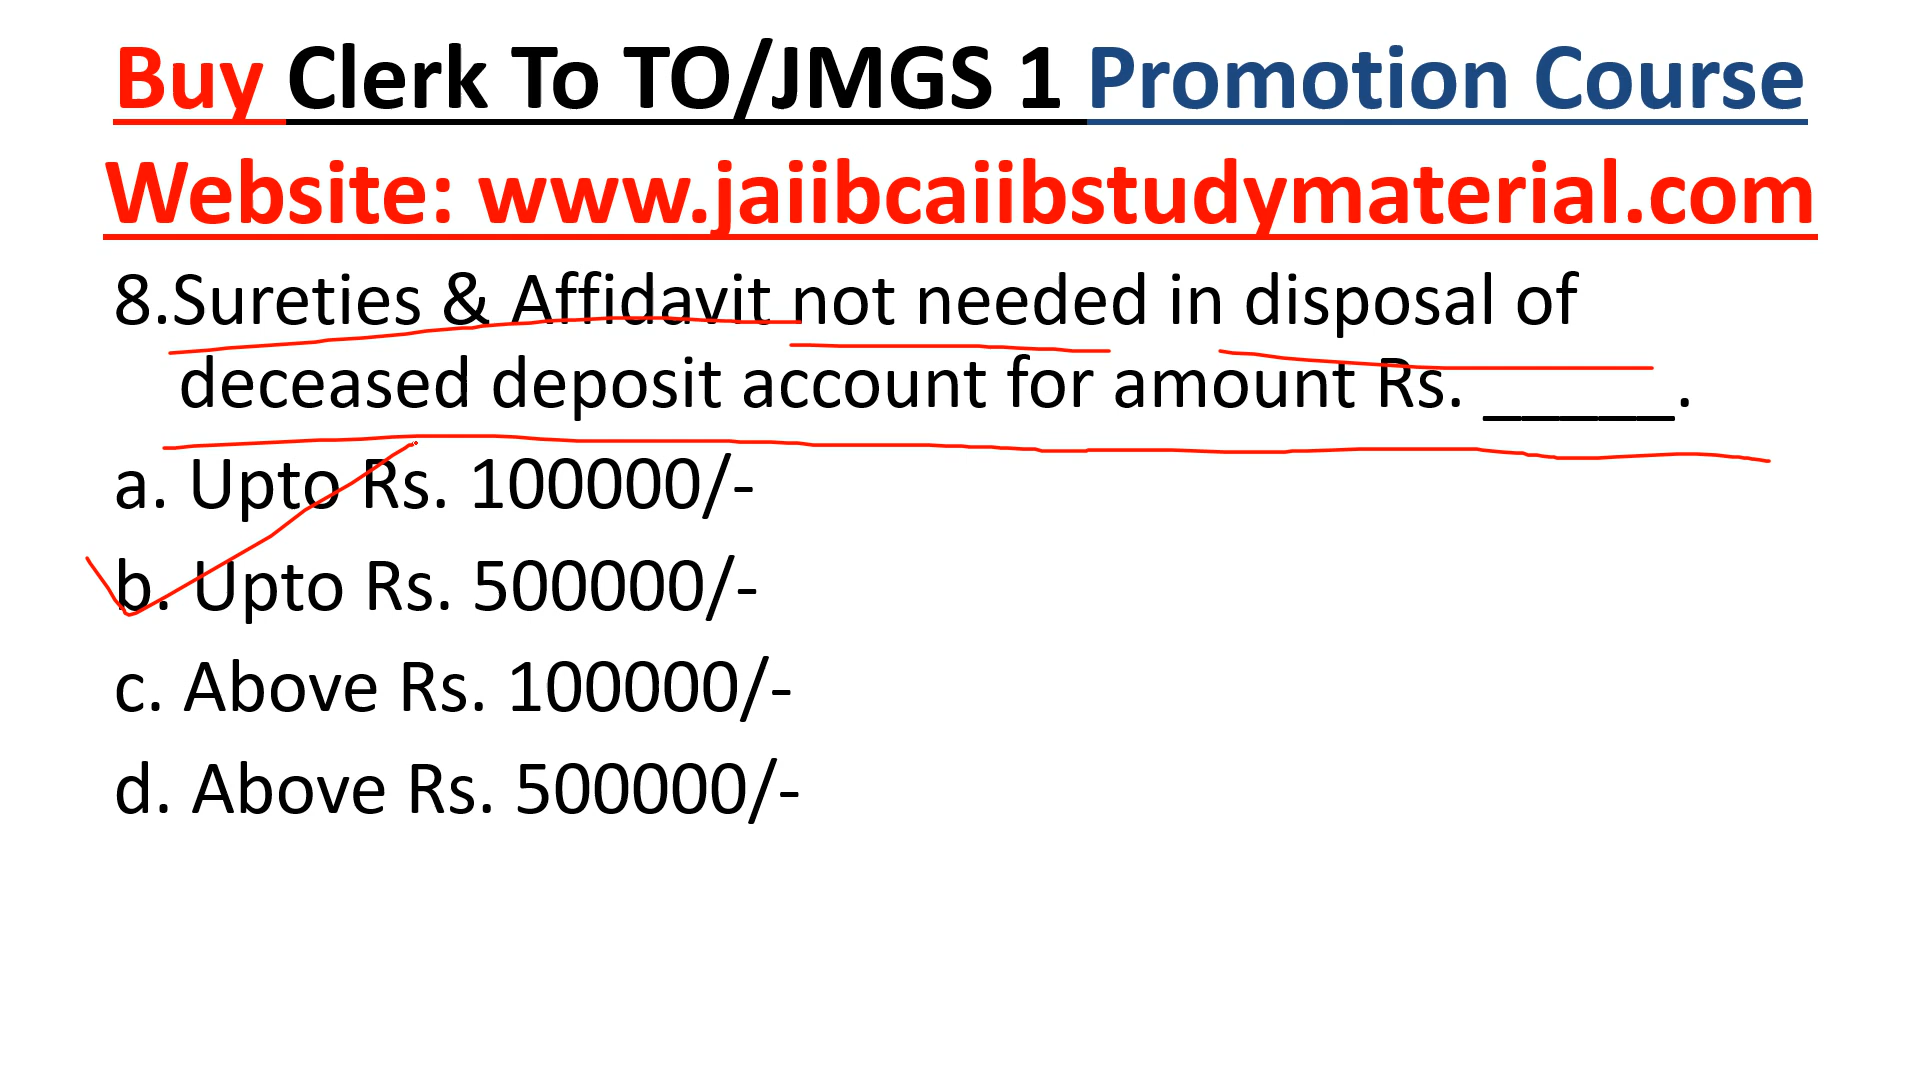 Buy Clerk To TO/JMGS 1 Promotion Course
Website: www.jaiibcaiibstudymaterial.com
8.Sureties & Affidavit not needed in disposal of
deceased deposit account for amount Rs. _____.
a. Upto Rs. 100000/-
b. Upto Rs. 500000/-
c. Above Rs. 100000/-
d. Above Rs. 500000/-